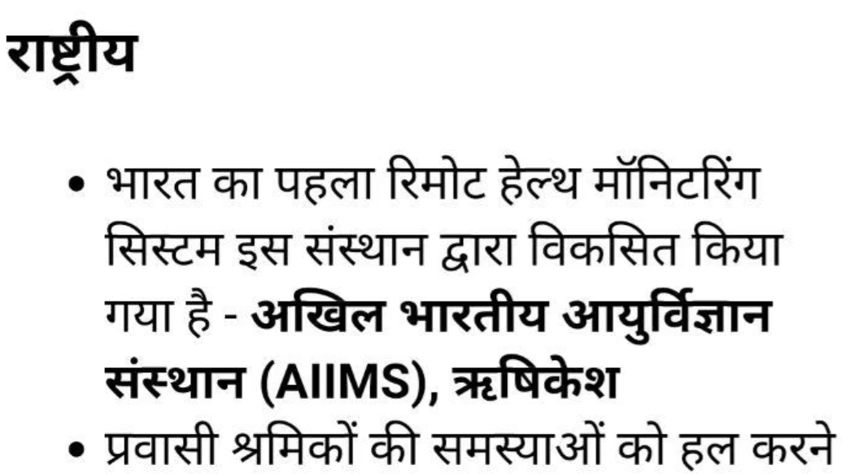 राष्ट्रीय
• भारत का पहला रिमोट हेल्थ मॉनिटरिंग
सिस्टम इस संस्थान द्वारा विकसित किया
गया है - अखिल भारतीय आयुर्विज्ञान
संस्थान (AIIMS), ऋषिकेश
• प्रवासी श्रमिकों की समस्याओं को हल करने